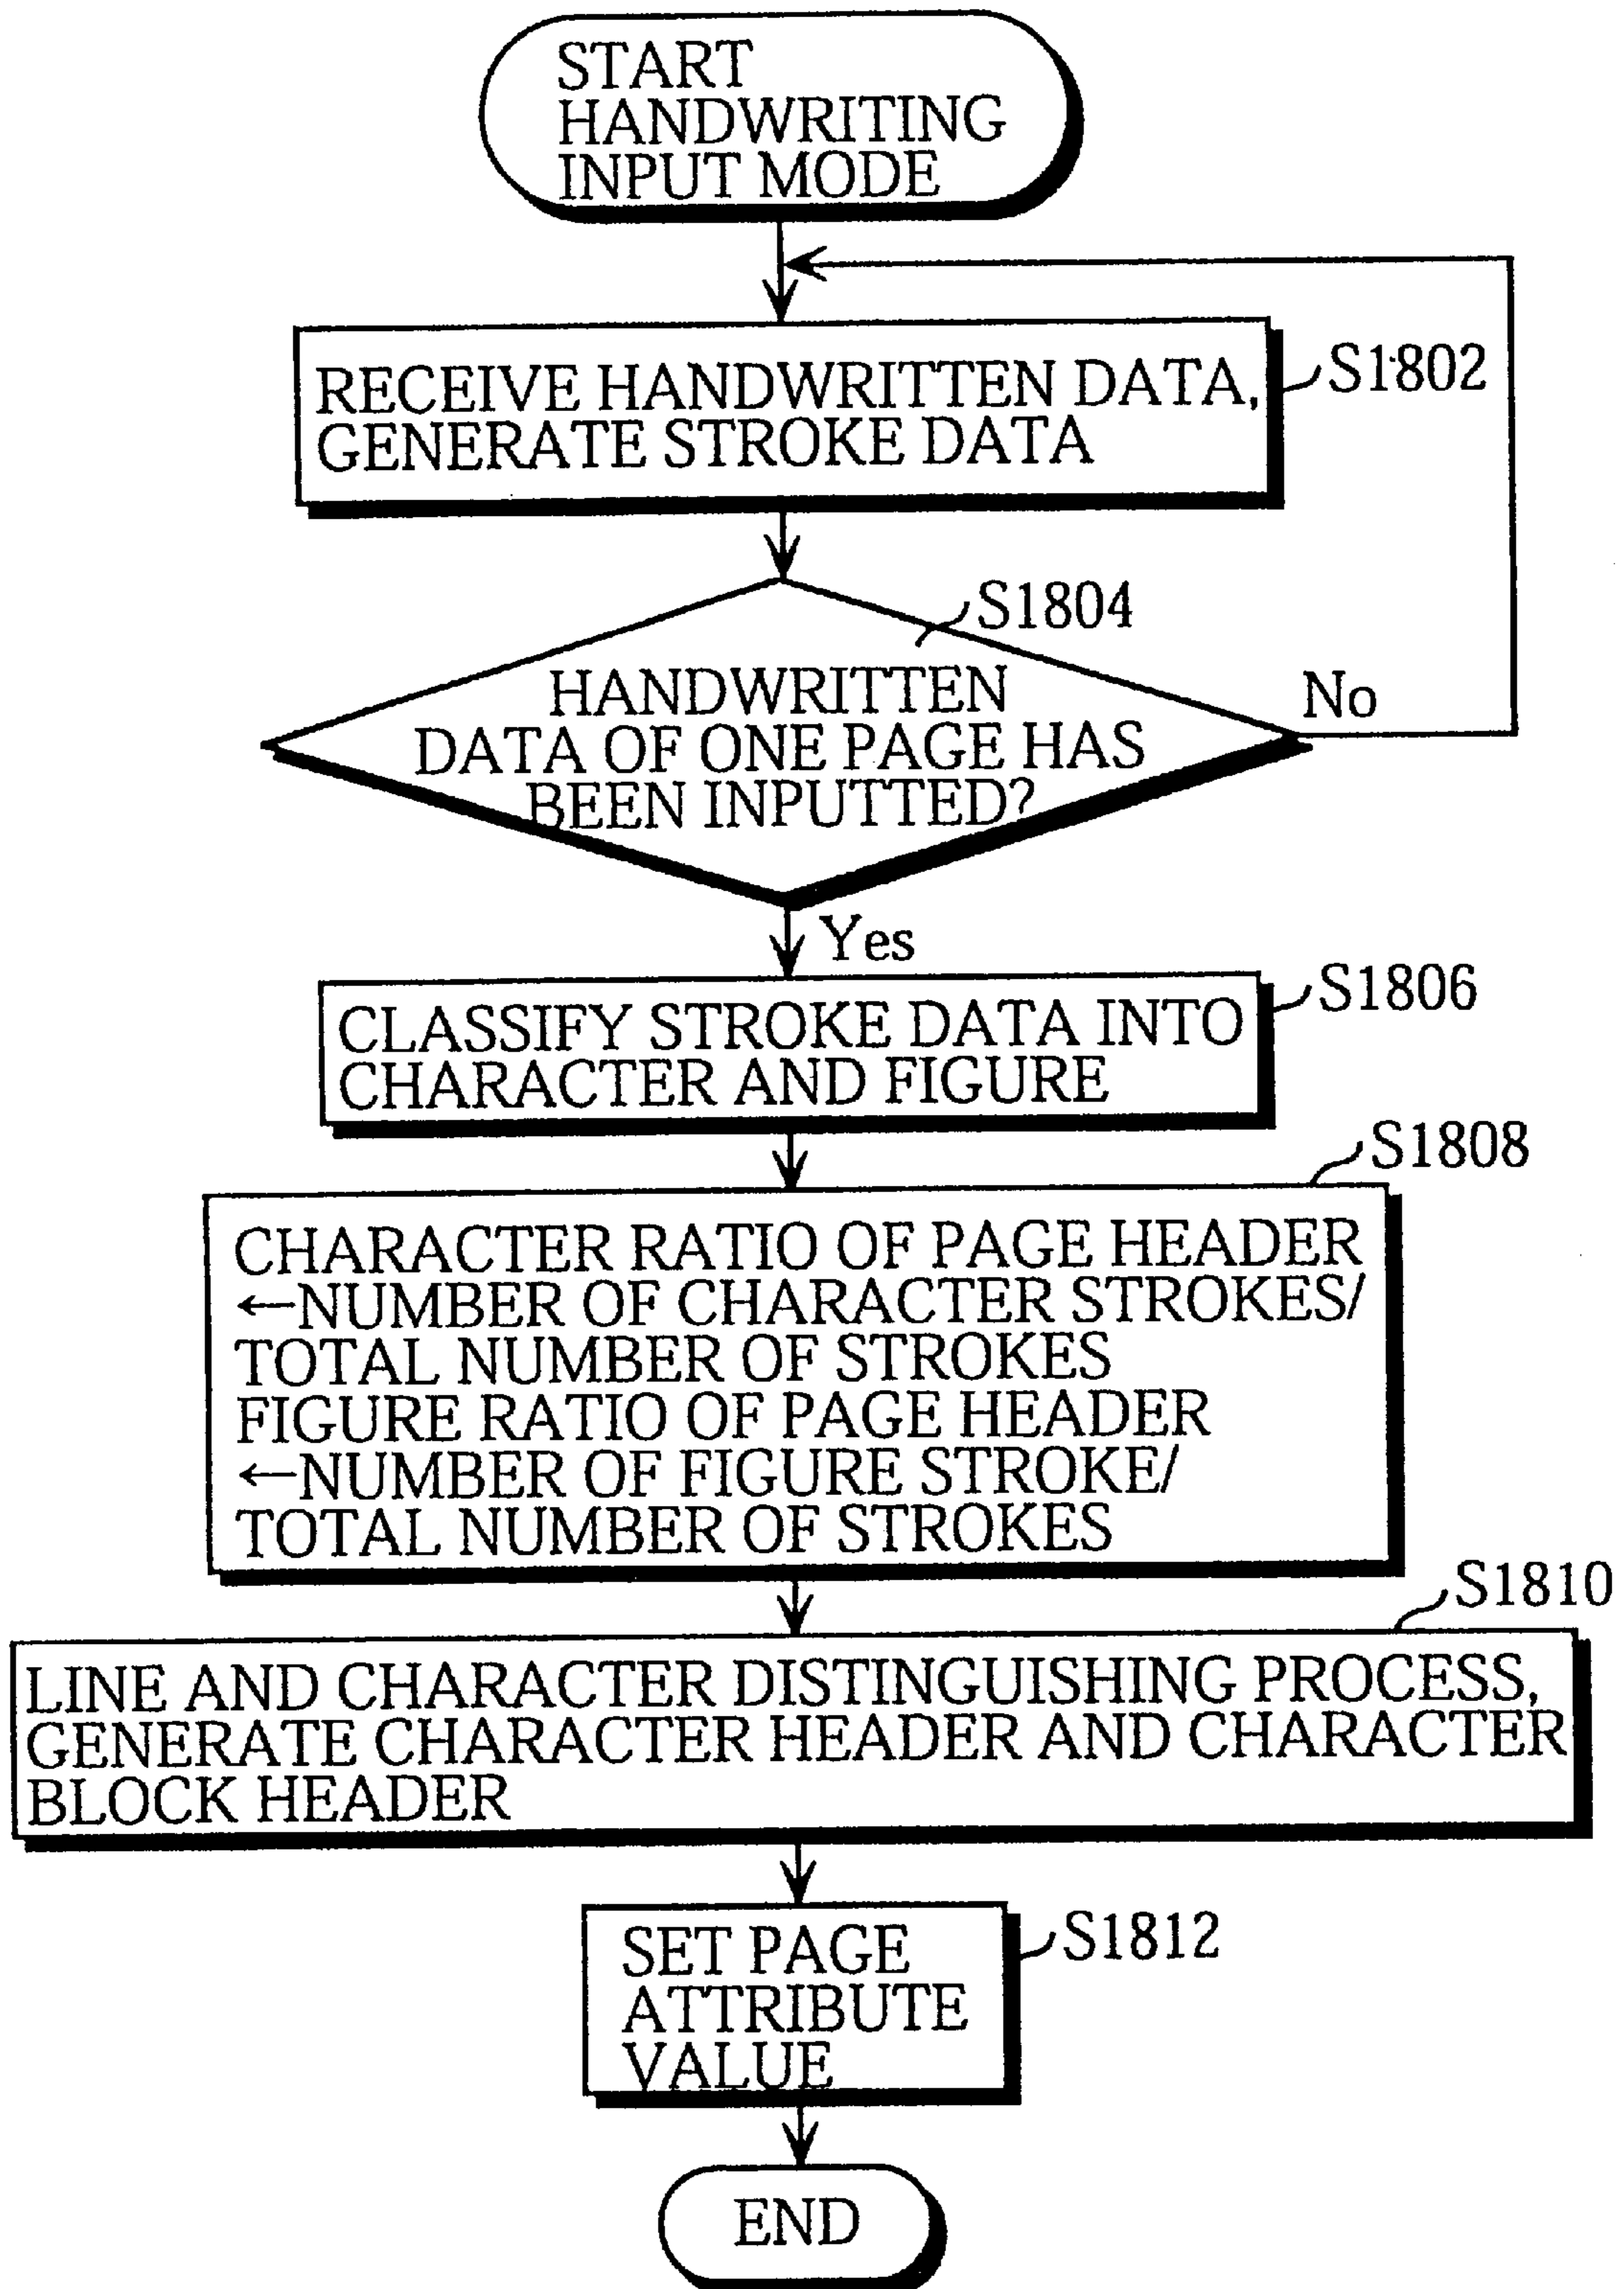 START
HANDWRITING
INPUT MODE
RECEIVE HANDWRITTEN DATA,
GENERATE STROKE DATA
S1802
S1804
HANDWRITTEN
DATA OF ONE PAGE HAS
BEEN INPUTTED?
No
Yes
CLASSIFY STROKE DATA INTO
CHARACTER AND FIGURE
S1806
S1808
CHARACTER RATIO OF PAGE HEADER
←NUMBER OF CHARACTER STROKES/
TOTAL NUMBER OF STROKES
FIGURE RATIO OF PAGE HEADER
←NUMBER OF FIGURE STROKE/
TOTAL NUMBER OF STROKES
S1810
LINE AND CHARACTER DISTINGUISHING PROCESS,
GENERATE CHARACTER HEADER AND CHARACTER
BLOCK HEADER
SET PAGE
ATTRIBUTE
VALUE
S1812
END